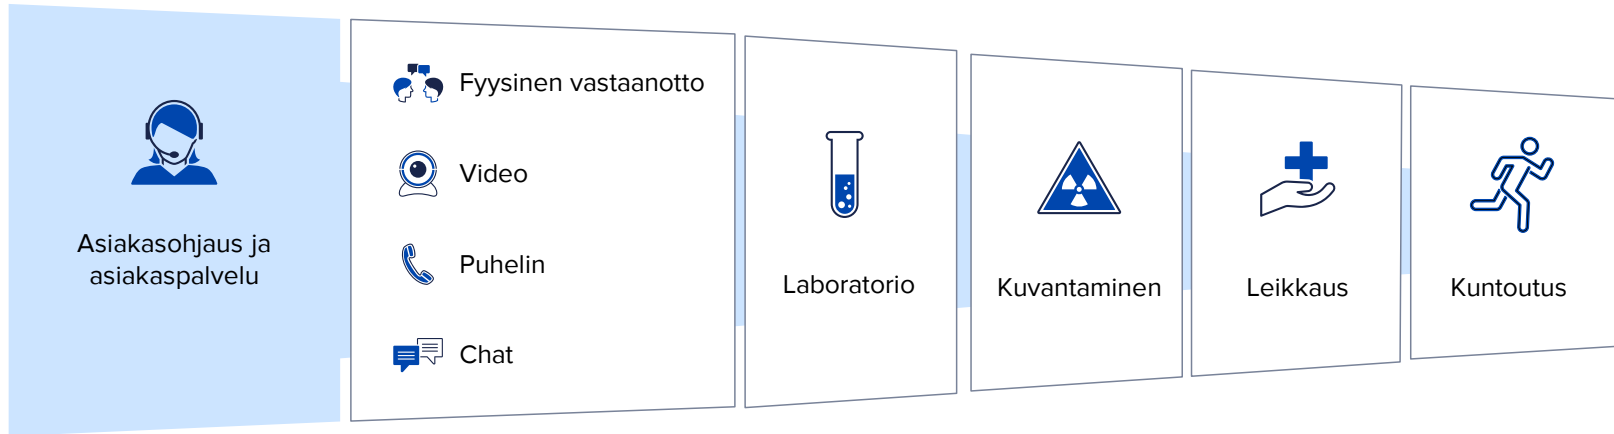 Asiakasohjaus ja
asiakaspalvelu
Fyysinen vastaanotto
Video
Puhelin
Chat
Laboratorio
Kuvantaminen
Leikkaus
Kuntoutus